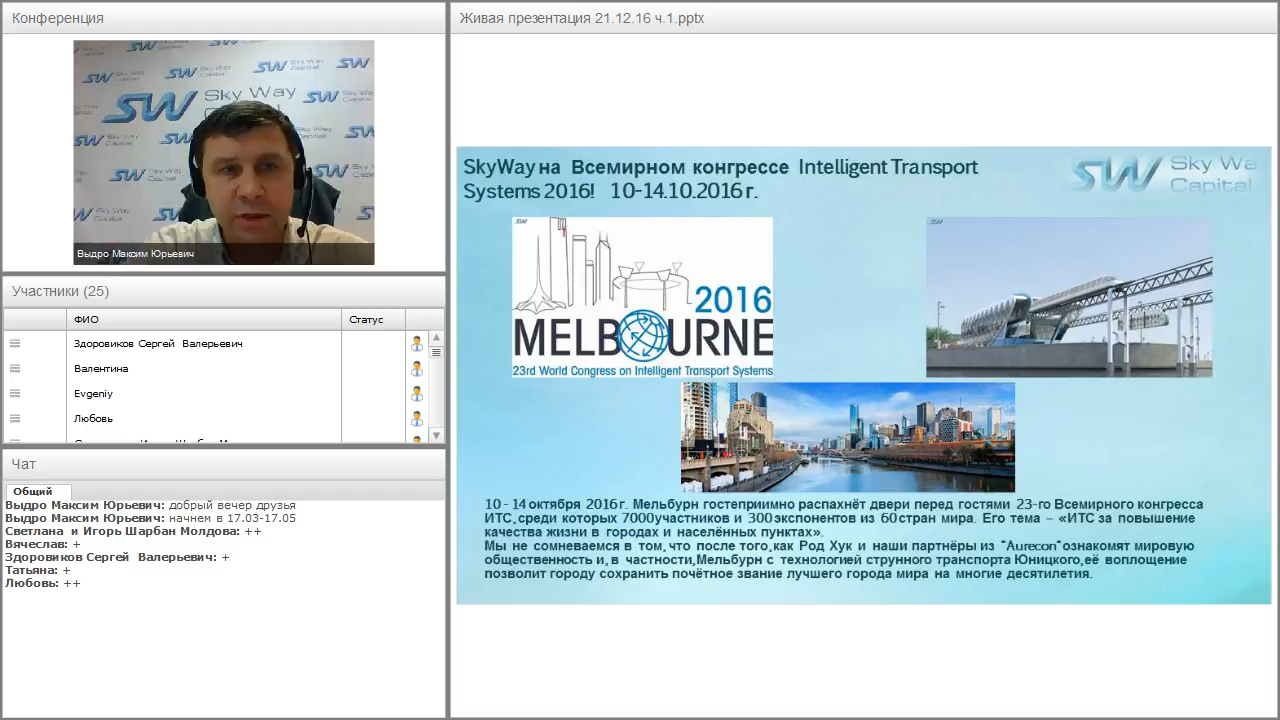 Конференция
SW Sky Way Capital
Выдро Максим Юрьевич
Участники (25)
ФИО
Статус
Здоровиков Сергей Валерьевич
Валентина
Evgeniy
Любовь
Чат
Общий
Выдро Максим Юрьевич: добрый вечер друзья
Выдро Максим Юрьевич: начнем в 17.03-17.05
Светлана и Игорь Шарбан Молдова: ++
Вячеслав: +
Здоровиков Сергей Валерьевич: +
Татьяна: +
Любовь: ++
Живая презентация 21.12.16 ч.1.pptx
SkyWay на Всемирном конгрессе Intelligent Transport
Systems 2016! 10-14.10.2016 г.
SW Sky Wa
Capital
SW
SW
2016
MELBOURNE
23rd World Congress on Intelligent Transport Systems
10 - 14 октября 2016 г. Мельбурн гостеприимно распахнёт двери перед гостями 23-го Всемирного конгресса
ИТС, среди которых 7000 участников и 300 экспонентов из 60 стран мира. Его тема – «ИТС за повышение
качества жизни в городах и населённых пунктах».
Мы не сомневаемся в том, что после того, как Род Хук и наши партнёры из "Aurecon" ознакомят мировую
общественность и, в частности, Мельбурн с технологией струнного транспорта Юницкого, её воплощение
позволит городу сохранить почётное звание лучшего города мира на многие десятилетия.